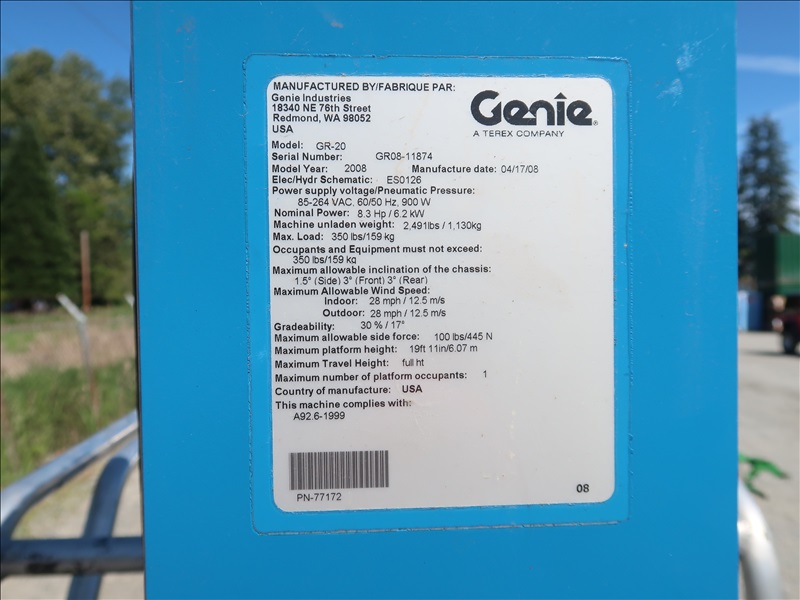 MANUFACTURED BY/FABRIQUE PAR:
Genie Industries
18340 NE 76th Street
Redmond, WA 98052
USA
Genie®
A TEREX COMPANY
Model: GR-20
Serial Number: GR08-11874
Model Year: 2008 Manufacture date: 04/17/08
Elec/Hydr Schematic: ES0126
Power supply voltage/Pneumatic Pressure:
85-264 VAC, 60/50 Hz, 900 W
Nominal Power: 8.3 Hp / 6.2 kW
Machine unladen weight: 2,491lbs / 1,130kg
Max. Load: 350 lbs/159 kg
Occupants and Equipment must not exceed:
350 lbs/159 kg
Maximum allowable inclination of the chassis:
1.5° (Side) 3° (Front) 3° (Rear)
Maximum Allowable Wind Speed:
Indoor: 28 mph / 12.5 m/s
Outdoor: 28 mph / 12.5 m/s
Gradeability: 30 % / 17°
Maximum allowable side force: 100 lbs/445 N
Maximum platform height: 19ft 11in/6.07 m
Maximum Travel Height: full ht
Maximum number of platform occupants: 1
Country of manufacture: USA
This machine complies with:
A92.6-1999
PN-77172
08